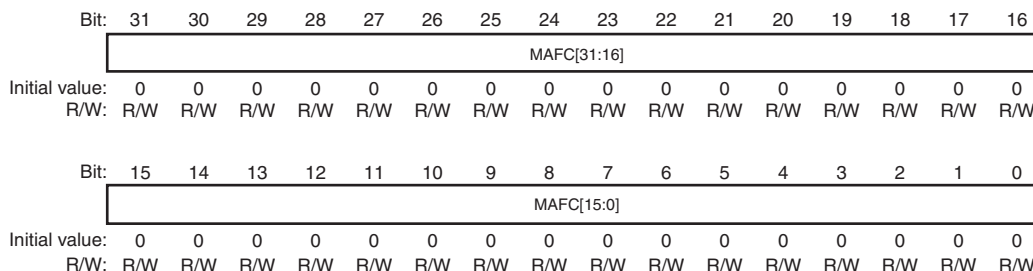 Bit: 31 30 29 28 27 26 25 24 23 22 21 20 19 18 17 16
MAFC[31:16]
Initial value: 0 0 0 0 0 0 0 0 0 0 0 0 0 0 0 0
R/W: R/W R/W R/W R/W R/W R/W R/W R/W R/W R/W R/W R/W R/W R/W R/W R/W
Bit: 15 14 13 12 11 10 9 8 7 6 5 4 3 2 1 0
MAFC[15:0]
Initial value: 0 0 0 0 0 0 0 0 0 0 0 0 0 0 0 0
R/W: R/W R/W R/W R/W R/W R/W R/W R/W R/W R/W R/W R/W R/W R/W R/W R/W